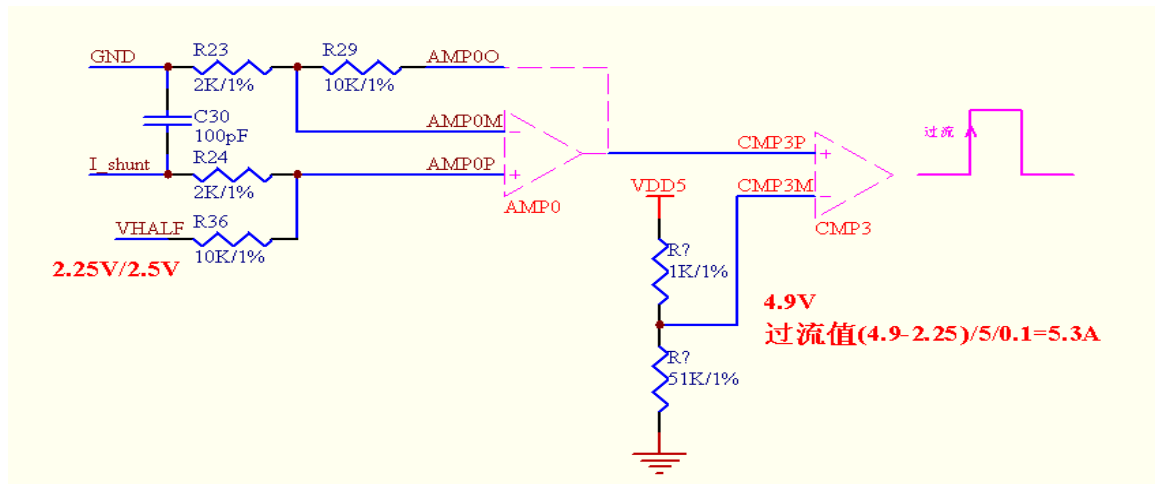 GND
R23
2K/1%
R29
10K/1%
AMP0O
C30
100pF
AMP0M
I_shunt
R24
2K/1%
AMP0P
AMP0
VHALF
R36
10K/1%
2.25V/2.5V
CMP3P
CMP3M
CMP3
过流
VDD5
R?
1K/1%
4.9V
过流值(4.9-2.25)/5/0.1=5.3A
R?
51K/1%